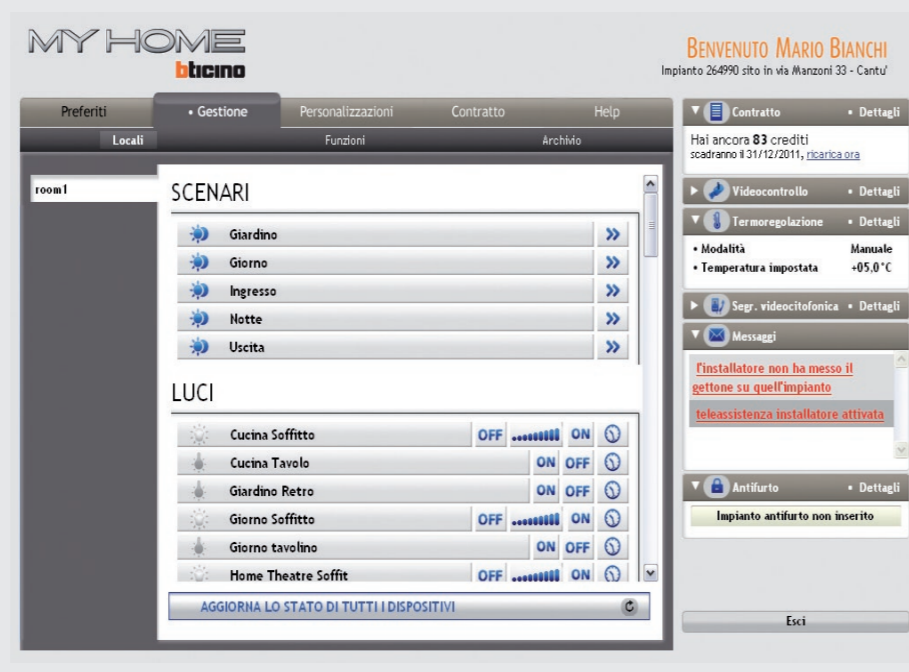 MY HOME
bticino
BENVENUTO MARIO BIANCHI
Impianto 264990 sito in via Manzoni 33 - Cantu'
Preferiti • Gestione Personalizzazioni Contratto Help
Locali Funzioni Archivio
room1
SCENARI
Giardino
Giorno
Ingresso
Notte
Uscita
LUCI
Cucina Soffitto OFF ON
Cucina Tavolo ON OFF
Giardino Retro ON OFF
Giorno Soffitto OFF ON
Giorno tavolino ON OFF
Home Theatre Soffit OFF ON
AGGIORNA LO STATO DI TUTTI I DISPOSITIVI
Contratto • Dettagli
Hai ancora 83 crediti
scadranno il 31/12/2011, ricarica ora
Videocontrollo • Dettagli
Termoregolazione • Dettagli
• Modalità Manuale
• Temperatura impostata +05,0°C
Segr. videocitofonica • Dettagli
Messaggi
l'installatore non ha messo il
gettone su quell'impianto
teleassistenza installatore attivata
Antifurto • Dettagli
Impianto antifurto non inserito
Esci